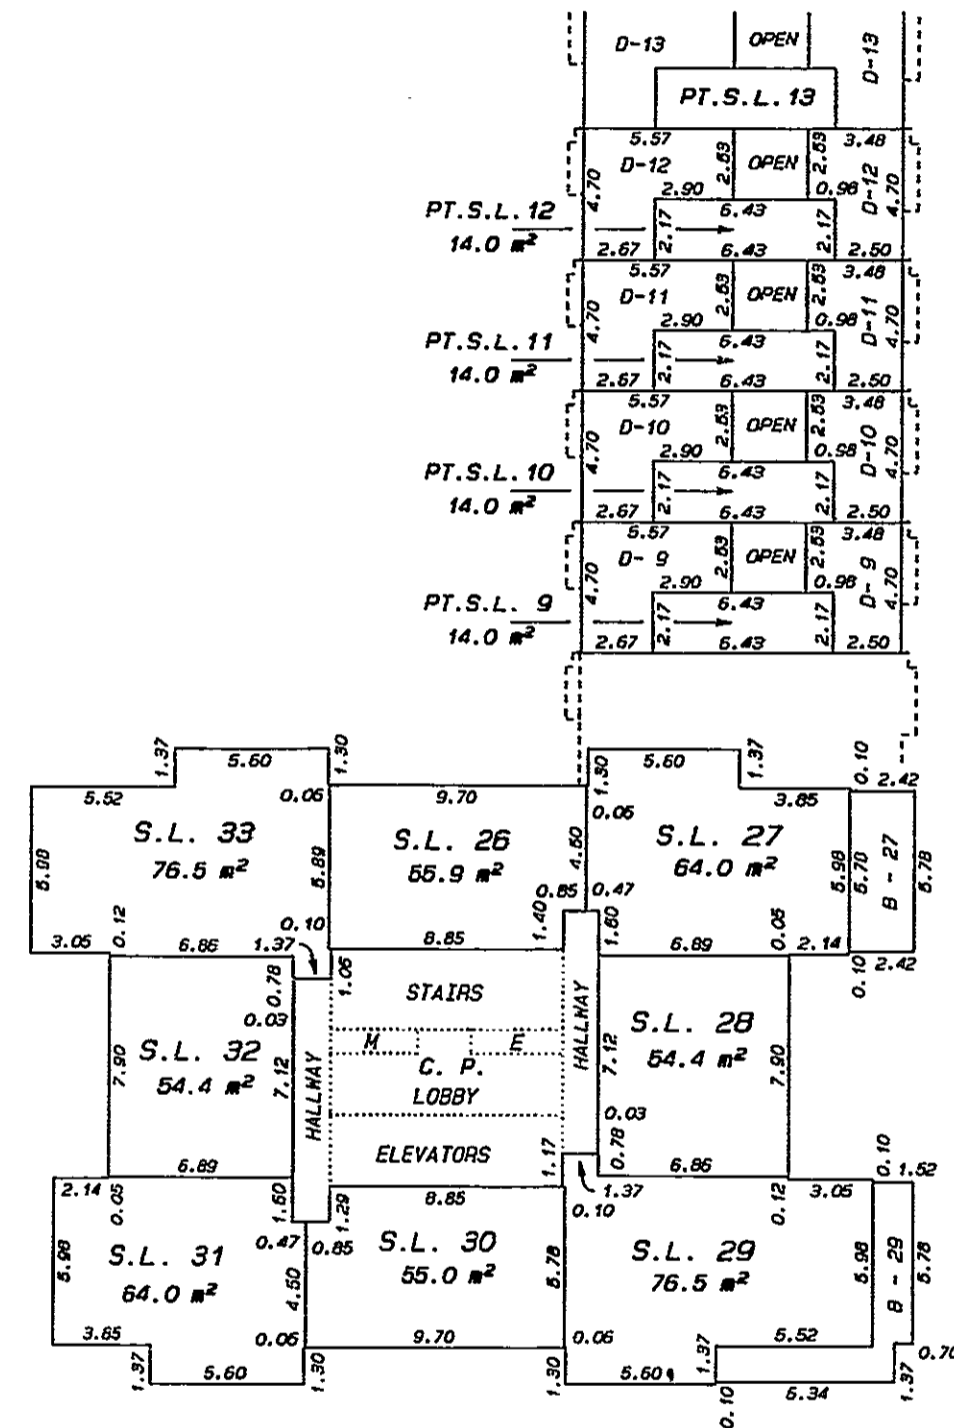 D-13 OPEN D-13
PT.S.L.13
5.57 2.53 OPEN 2.53 3.48
D-12 D-12
4.70 2.90 0.98 4.70
PT.S.L.12 6.43
14.0 m² 2.67 2.17 6.43 2.17 2.50
5.57 2.53 OPEN 2.53 3.48
D-11 D-11
4.70 2.90 0.98 4.70
PT.S.L.11 6.43
14.0 m² 2.67 2.17 6.43 2.17 2.50
5.57 2.53 OPEN 2.53 3.48
D-10 D-10
4.70 2.90 0.98 4.70
PT.S.L.10 6.43
14.0 m² 2.67 2.17 6.43 2.17 2.50
5.57 2.53 OPEN 2.53 3.48
D- 9 D- 9
4.70 2.90 0.98 4.70
PT.S.L. 9 6.43
14.0 m² 2.67 2.17 6.43 2.17 2.50
1.37 5.60 1.30 1.30 5.60 1.37 0.10 2.42
5.52 0.06 9.70 0.06 3.85
S.L. 33 S.L. 26 S.L. 27
76.5 m² 55.9 m² 64.0 m²
5.98 5.89 4.50 5.98 5.70 B - 27 5.78
0.85 0.47
0.12 0.10 1.40 1.60 0.05
3.05 6.86 1.37 8.85 6.89 2.14 0.10 2.42
0.78 1.06 STAIRS
0.03 HALLWAY M E HALLWAY
S.L. 32 C. P. S.L. 28
54.4 m² LOBBY 54.4 m²
7.90 7.12 7.12 7.90
0.03
ELEVATORS 1.17 0.78
6.89 6.86 0.10 1.52
2.14 0.05 1.60 1.29 8.85 0.10 1.37 0.12 3.05
0.47 0.85
S.L. 31 S.L. 30 S.L. 29
64.0 m² 55.0 m² 76.5 m²
5.98 4.50 5.78 5.98 B - 29 5.78
3.85 0.06 9.70 0.06 5.52 0.70
1.37 5.60 1.30 1.30 5.60 1.37 1.37
0.10 5.34